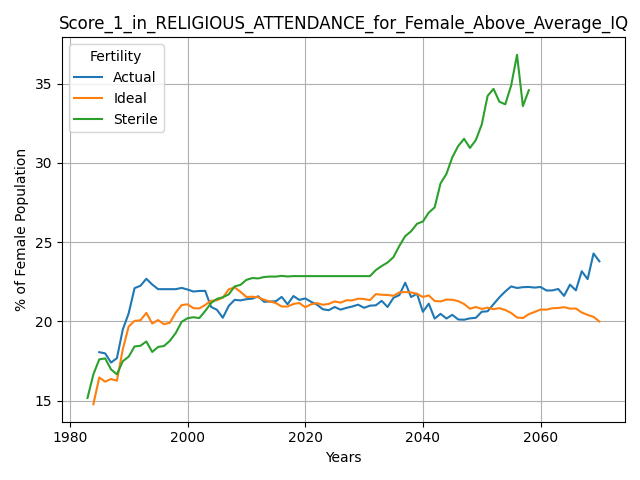 Score_1_in_RELIGIOUS_ATTENDANCE_for_Female_Above_Average_IQ
Fertility
Actual
Ideal
Sterile
% of Female Population
35
30
25
20
15
1980
2000
2020
2040
2060
Years